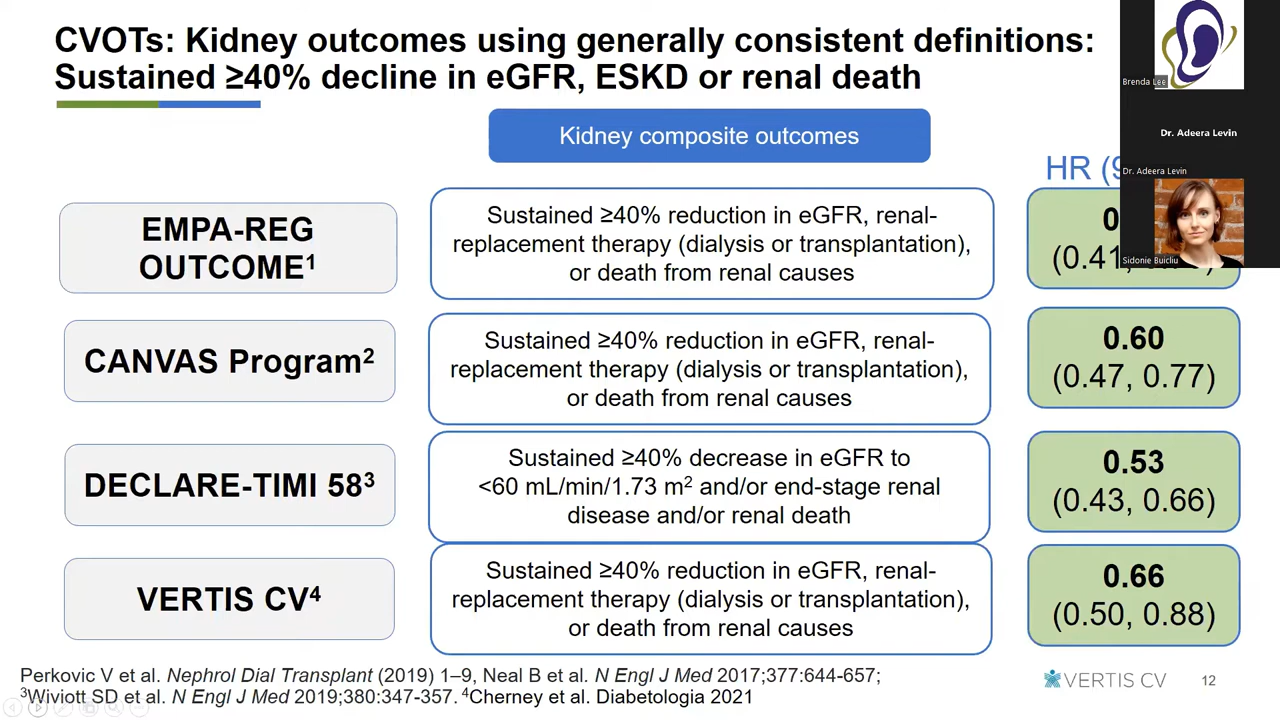 CVOTs: Kidney outcomes using generally consistent definitions:
Sustained ≥40% decline in eGFR, ESKD or renal death
Brenda Lee
Dr. Adeera Levin
Dr. Adeera Levin
Sidonie Buicliu
Kidney composite outcomes
HR (
EMPA-REG
OUTCOME¹
Sustained ≥40% reduction in eGFR, renal-
replacement therapy (dialysis or transplantation),
or death from renal causes
0.
(0.41,
CANVAS Program²
Sustained ≥40% reduction in eGFR, renal-
replacement therapy (dialysis or transplantation),
or death from renal causes
0.60
(0.47, 0.77)
DECLARE-TIMI 58³
Sustained ≥40% decrease in eGFR to
<60 mL/min/1.73 m² and/or end-stage renal
disease and/or renal death
0.53
(0.43, 0.66)
VERTIS CV⁴
Sustained ≥40% reduction in eGFR, renal-
replacement therapy (dialysis or transplantation),
or death from renal causes
0.66
(0.50, 0.88)
Perkovic V et al. Nephrol Dial Transplant (2019) 1–9, Neal B et al. N Engl J Med 2017;377:644-657;
³Wiviott SD et al. N Engl J Med 2019;380:347-357. ⁴Cherney et al. Diabetologia 2021
VERTIS CV
12